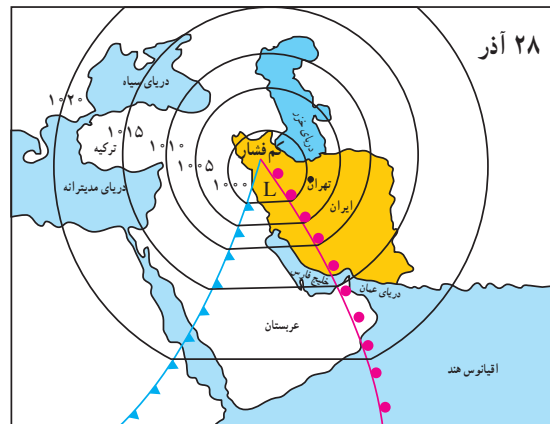 ۲۸ آذر
دریای سیاه
۱۰۲۰
۱۰۱۵
۱۰۱۰
۱۰۰۵
۱۰۰۰
ترکیه
دریای خزر
کم فشار
L
تهران
ایران
دریای مدیترانه
خلیج فارس
دریای عمان
عربستان
اقیانوس هند